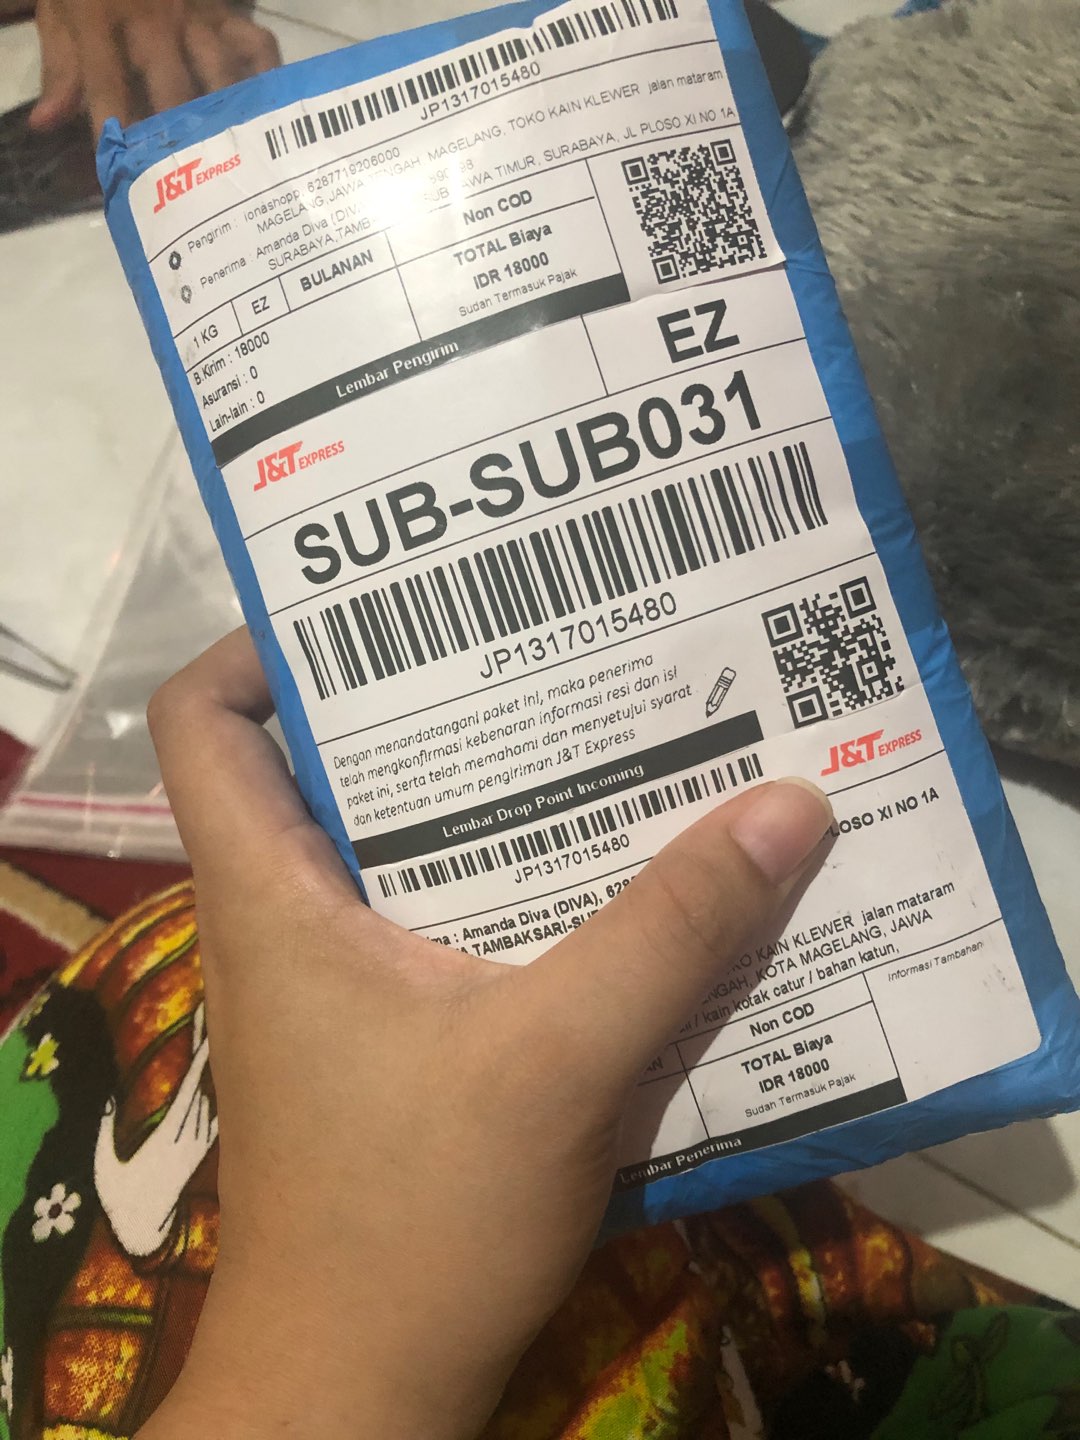 JP1317015480
J&T EXPRESS
Pengirim : ionashopp, 6287719206000
MAGELANG, JAWA TENGAH, MAGELANG, TOKO KAIN KLEWER jalan mataram
Penerima : Amanda Diva (DIVA)
SURABAYA, JL PLOSO XI NO 1A
SURABAYA,TAMB
1 KG
EZ
BULANAN
Non COD
B.Kirim : 18000
Asuransi : 0
Lain-lain : 0
TOTAL Biaya
IDR 18000
Sudah Termasuk Pajak
Lembar Pengirim
EZ
J&T EXPRESS
SUB-SUB031
JP1317015480
Dengan menandatangani paket ini, maka penerima
telah mengkonfirmasi kebenaran informasi resi dan isi
paket ini, serta telah memahami dan menyetujui syarat
dan ketentuan umum pengiriman J&T Express
Lembar Drop Point Incoming
J&T EXPRESS
JP1317015480
ma : Amanda Diva (DIVA), 628
PLOSO XI NO 1A
TAMBAKSARI-SU
KAIN KLEWER jalan mataram
NGAH, KOTA MAGELANG, JAWA
/ kain kotak catur / bahan katun,
Non COD
Informasi Tambahan
TOTAL Biaya
IDR 18000
Sudah Termasuk Pajak
Lembar Penerima